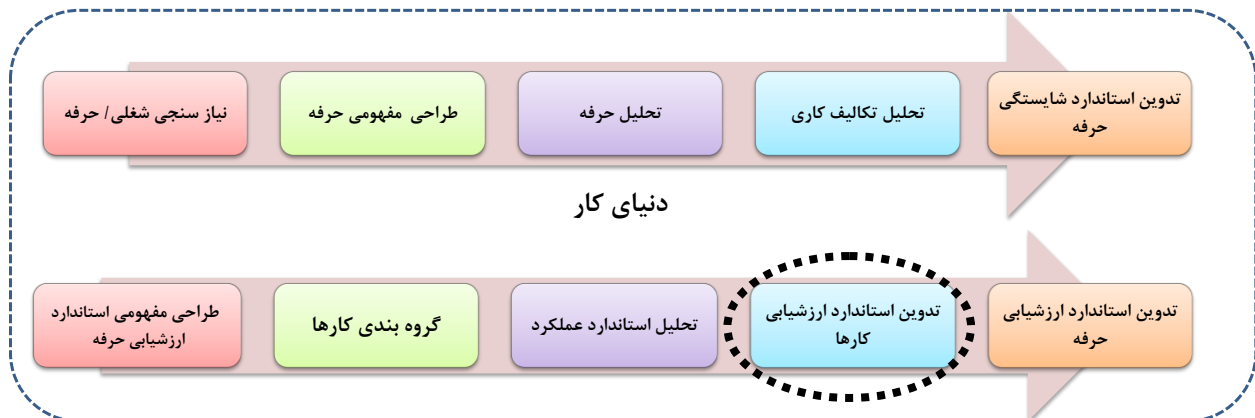 نیاز سنجی شغلی/ حرفه
طراحی مفهومی حرفه
تحلیل حرفه
تحلیل تکالیف کاری
تدوین استاندارد شایستگی
حرفه
دنیای کار
طراحی مفهومی استاندارد
ارزشیابی حرفه
گروه بندی کارها
تحلیل استاندارد عملکرد
تدوین استاندارد ارزشیابی
کارها
تدوین استاندارد ارزشیابی
حرفه